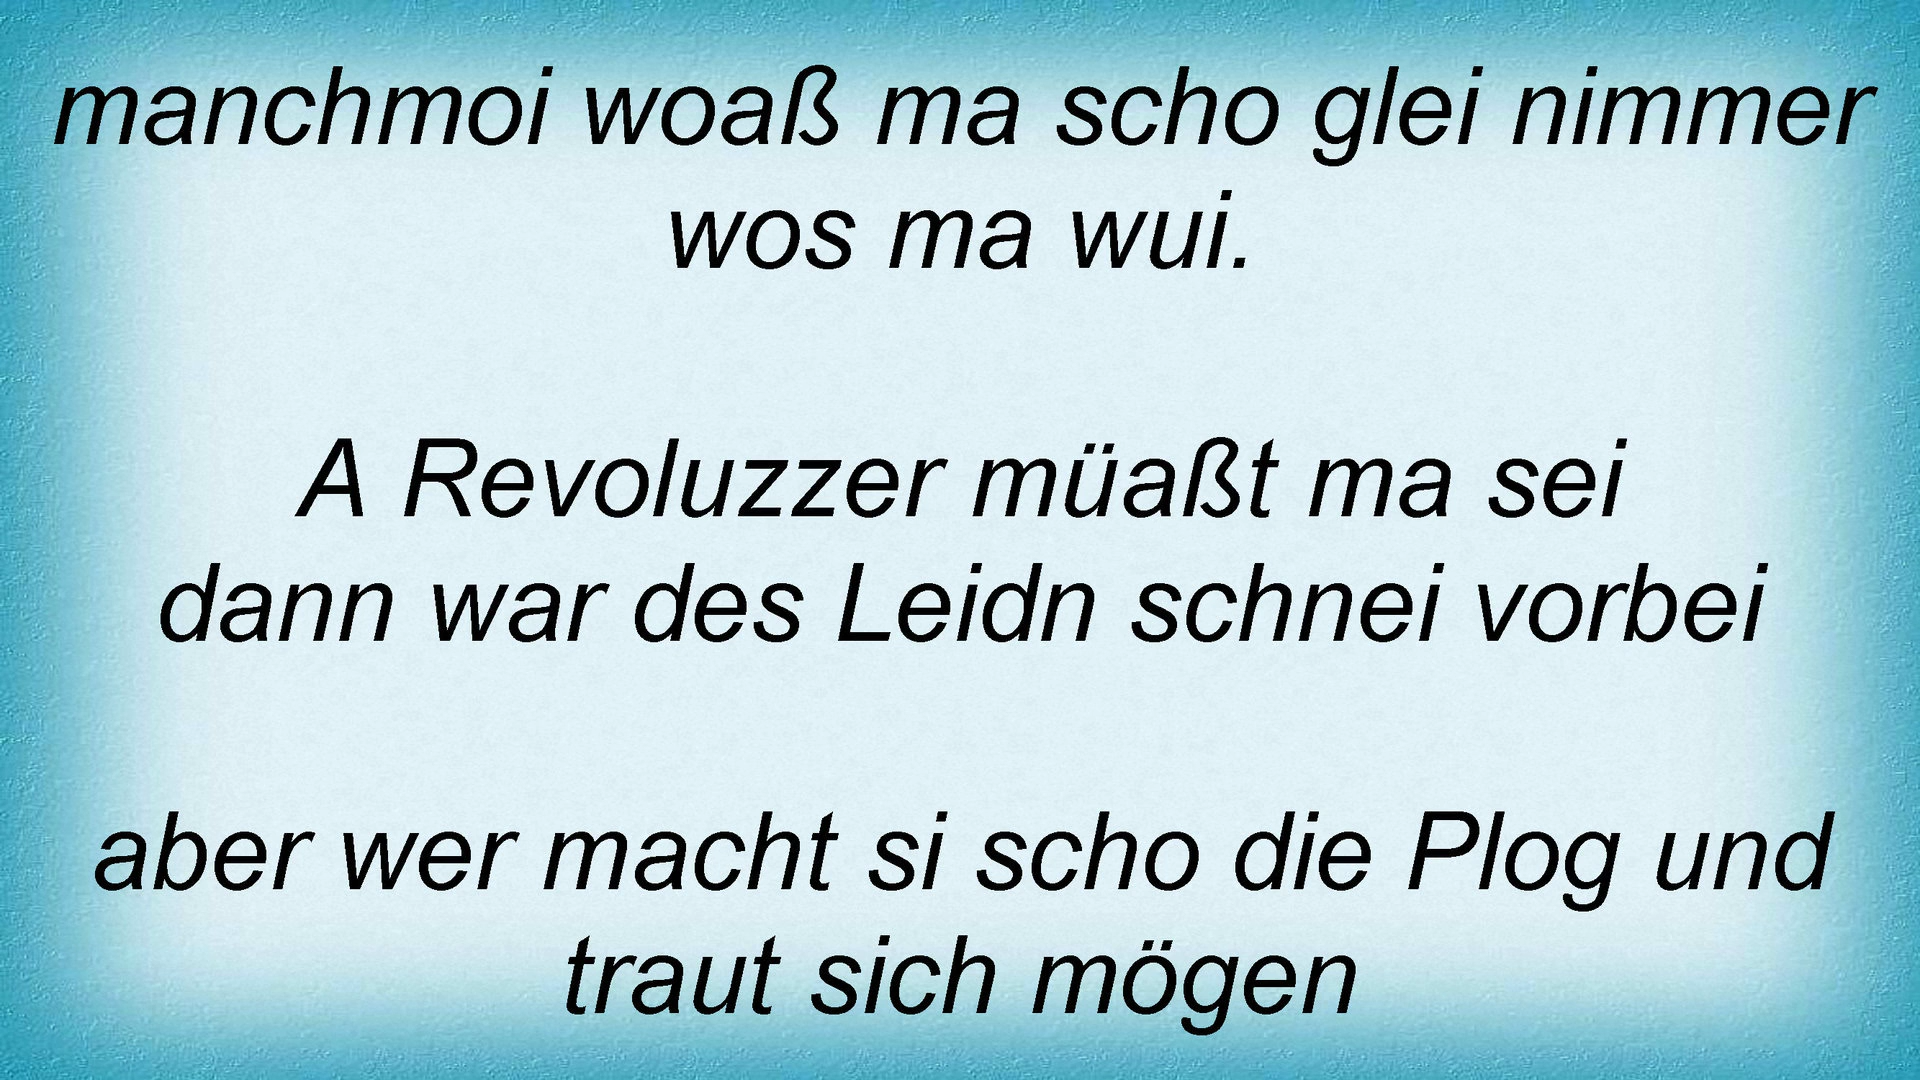 manchmoi woaß ma scho glei nimmer
wos ma wui.
A Revoluzzer müaßt ma sei
dann war des Leidn schnei vorbei
aber wer macht si scho die Plog und
traut sich mögen